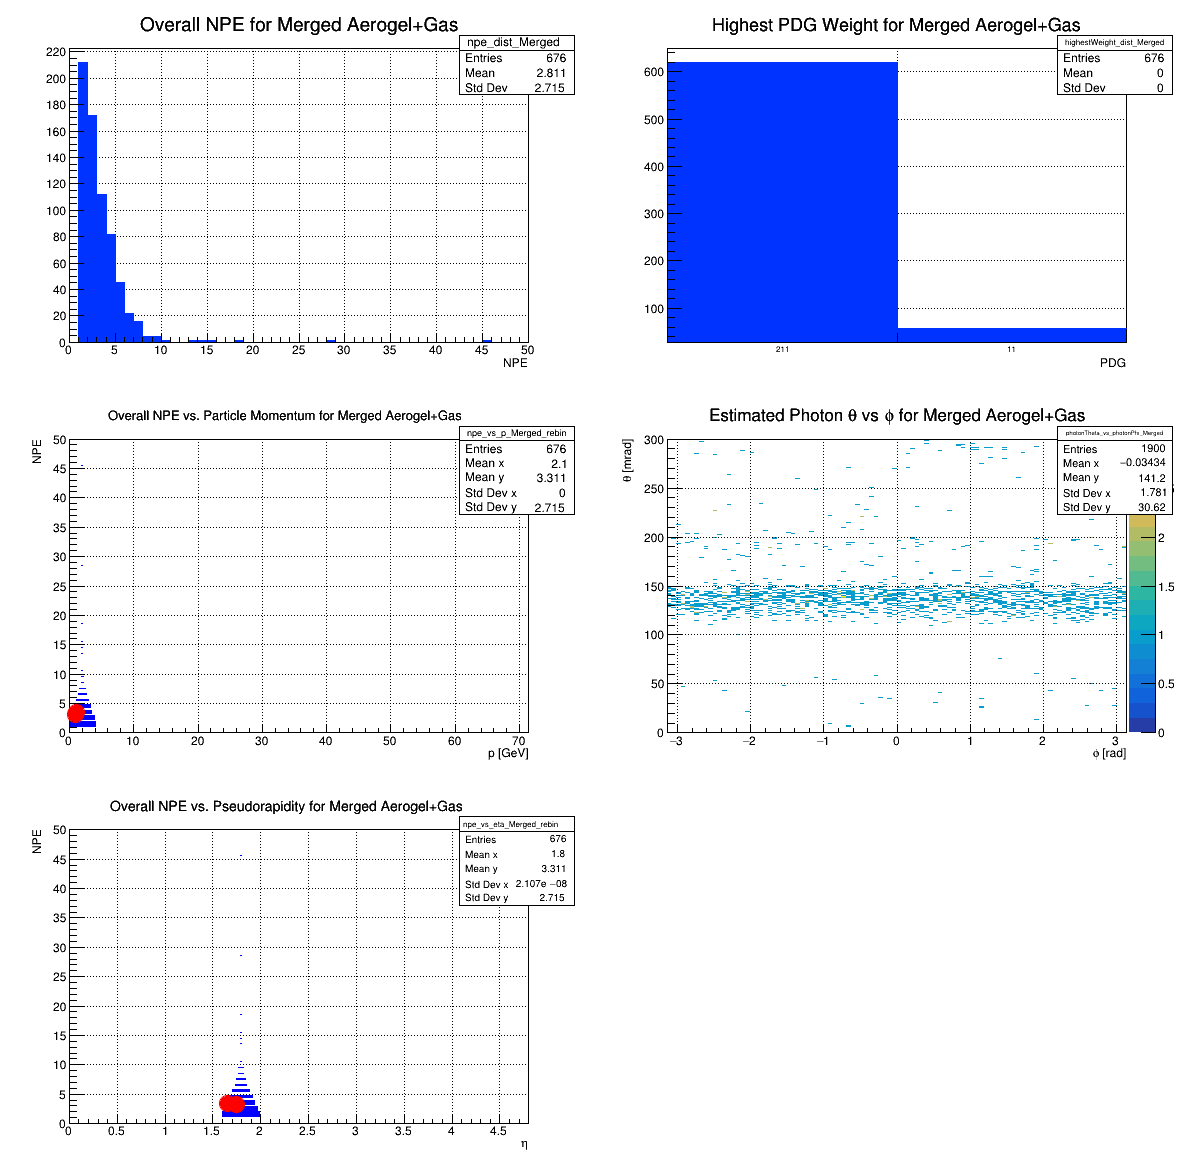 Overall NPE for Merged Aerogel+Gas
npe_dist_Merged
Entries 676
Mean 2.811
Std Dev 2.715
220
200
180
160
140
120
100
80
60
40
20
0
0 5 10 15 20 25 30 35 40 45 50
NPE
Highest PDG Weight for Merged Aerogel+Gas
highestWeight_dist_Merged
Entries 676
Mean 0
Std Dev 0
600
500
400
300
200
100
211 11
PDG
Overall NPE vs. Particle Momentum for Merged Aerogel+Gas
npe_vs_p_Merged_rebin
Entries 676
Mean x 2.1
Mean y 3.311
Std Dev x 0
Std Dev y 2.715
NPE
50
45
40
35
30
25
20
15
10
5
0
0 10 20 30 40 50 60 70
p [GeV]
Estimated Photon θ vs ϕ for Merged Aerogel+Gas
photonTheta_vs_photonPhi_Merged
Entries 1900
Mean x −0.03434
Mean y 141.2
Std Dev x 1.781
Std Dev y 30.62
θ [mrad]
300
250
200
150
100
50
0
−3 −2 −1 0 1 2 3
ϕ [rad]
2
1.5
1
0.5
0
Overall NPE vs. Pseudorapidity for Merged Aerogel+Gas
npe_vs_eta_Merged_rebin
Entries 676
Mean x 1.8
Mean y 3.311
Std Dev x 2.107e −08
Std Dev y 2.715
NPE
50
45
40
35
30
25
20
15
10
5
0
0 0.5 1 1.5 2 2.5 3 3.5 4 4.5
η